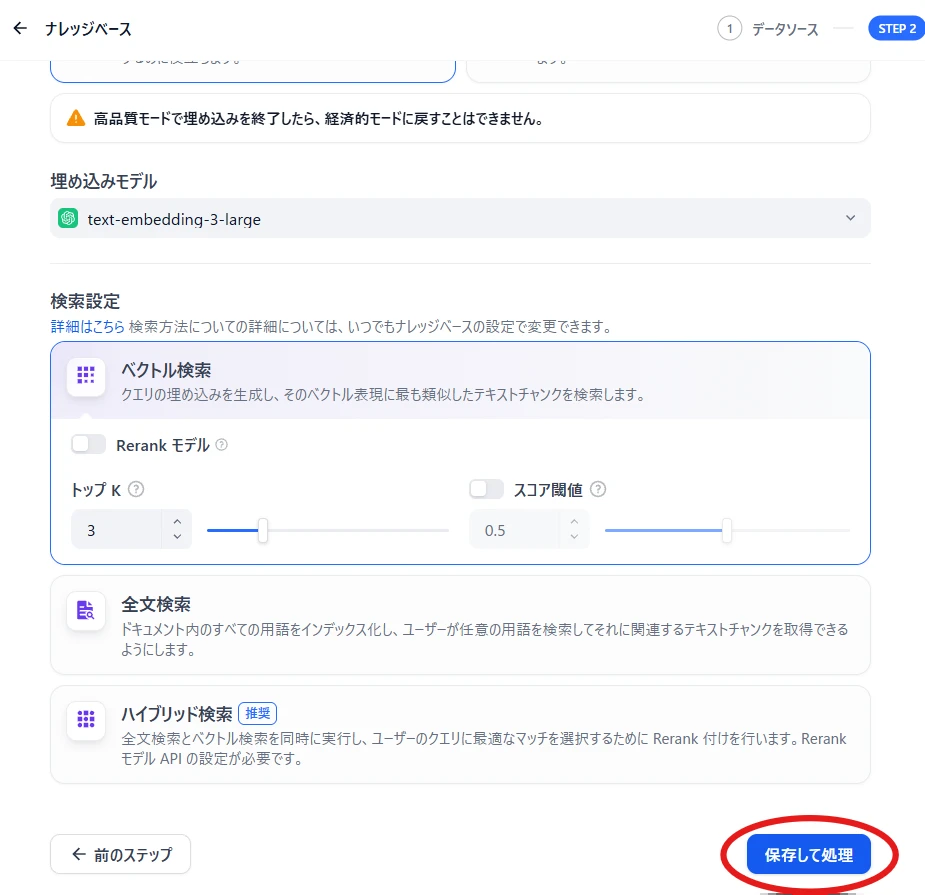 ナレッジベース
1 データソース
STEP 2
高品質モードで埋め込みを終了したら、経済的モードに戻すことはできません。
埋め込みモデル
text-embedding-3-large
検索設定
詳細はこちら 検索方法についての詳細については、いつでもナレッジベースの設定で変更できます。
ベクトル検索
クエリの埋め込みを生成し、そのベクトル表現に最も類似したテキストチャンクを検索します。
Rerank モデル
トップ K
スコア閾値
3
0.5
全文検索
ドキュメント内のすべての用語をインデックス化し、ユーザーが任意の用語を検索してそれに関連するテキストチャンクを取得できる
ようにします。
ハイブリッド検索 推奨
全文検索とベクトル検索を同時に実行し、ユーザーのクエリに最適なマッチを選択するために Rerank 付けを行います。Rerank
モデル API の設定が必要です。
前のステップ
保存して処理